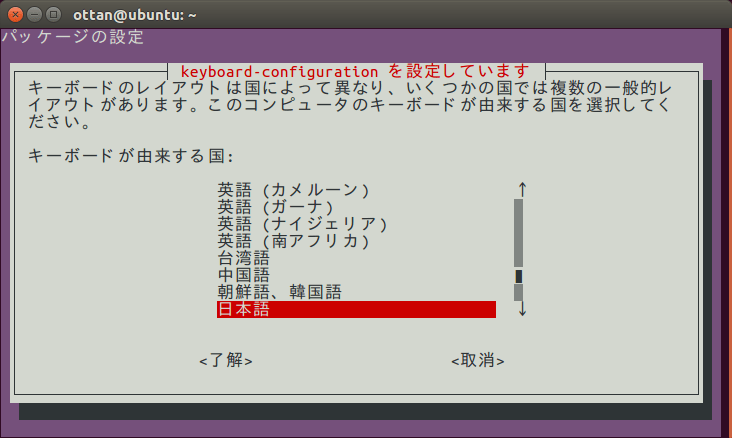 ottan@ubuntu: ~
パッケージの設定
keyboard-configuration を設定しています
キーボードのレイアウトは国によって異なり、いくつかの国では複数の一般的レ
イアウトがあります。このコンピュータのキーボードが由来する国を選択してく
ださい。
キーボードが由来する国:
英語 (カメルーン)
英語 (ガーナ)
英語 (ナイジェリア)
英語 (南アフリカ)
台湾語
中国語
朝鮮語、韓国語
日本語
<了解> <取消>